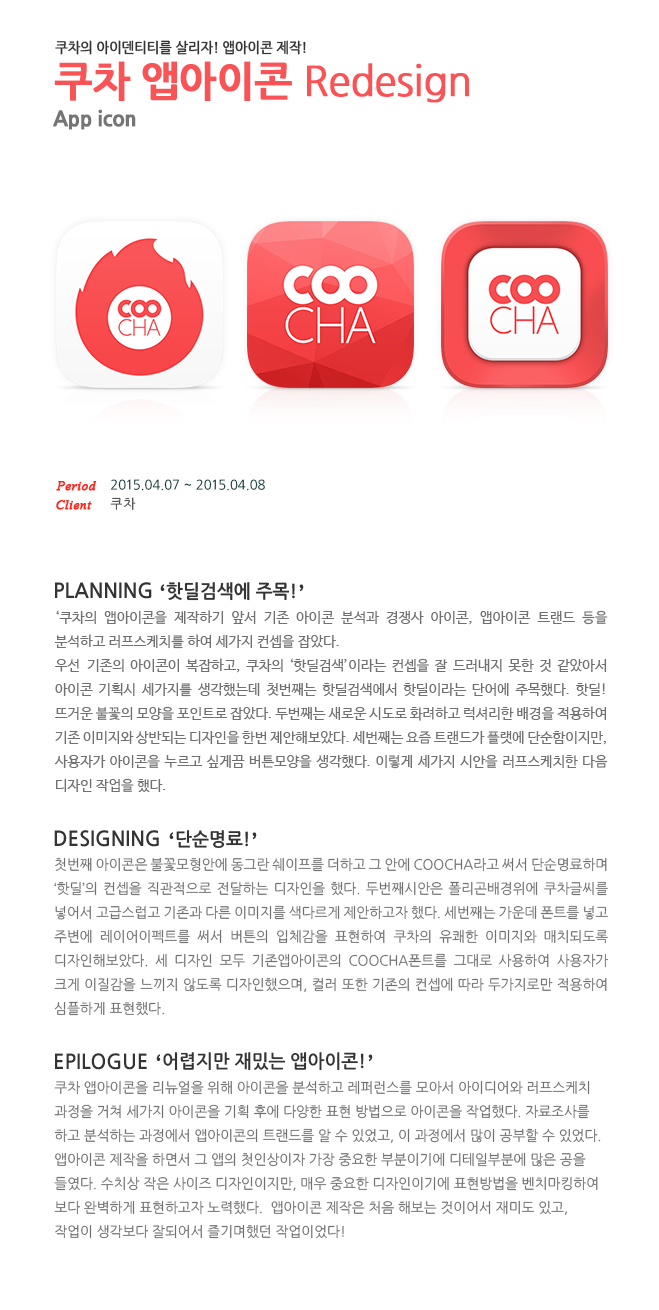 쿠차의 아이덴티티를 살리자! 앱아이콘 제작!
쿠차 앱아이콘 Redesign
App icon
COO
CHA
COO
CHA
COO
CHA
Period 2015.04.07 ~ 2015.04.08
Client 쿠차
PLANNING ‘핫딜검색에 주목!’
‘쿠차의 앱아이콘을 제작하기 앞서 기존 아이콘 분석과 경쟁사 아이콘, 앱아이콘 트랜드 등을
분석하고 러프스케치를 하여 세가지 컨셉을 잡았다.
우선 기존의 아이콘이 복잡하고, 쿠차의 ‘핫딜검색’이라는 컨셉을 잘 드러내지 못한 것 같았아서
아이콘 기획시 세가지를 생각했는데 첫번째는 핫딜검색에서 핫딜이라는 단어에 주목했다. 핫딜!
뜨거운 불꽃의 모양을 포인트로 잡았다. 두번째는 새로운 시도로 화려하고 럭셔리한 배경을 적용하여
기존 이미지와 상반되는 디자인을 한번 제안해보았다. 세번째는 요즘 트랜드가 플랫에 단순함이지만,
사용자가 아이콘을 누르고 싶게끔 버튼모양을 생각했다. 이렇게 세가지 시안을 러프스케치한 다음
디자인 작업을 했다.
DESIGNING ‘단순명료!’
첫번째 아이콘은 불꽃모형안에 동그란 쉐이프를 더하고 그 안에 COOCHA라고 써서 단순명료하며
‘핫딜’의 컨셉을 직관적으로 전달하는 디자인을 했다. 두번째시안은 폴리곤배경위에 쿠차글씨를
넣어서 고급스럽고 기존과 다른 이미지를 색다르게 제안하고자 했다. 세번째는 가운데 폰트를 넣고
주변에 레이어이펙트를 써서 버튼의 입체감을 표현하여 쿠차의 유쾌한 이미지와 매치되도록
디자인해보았다. 세 디자인 모두 기존앱아이콘의 COOCHA폰트를 그대로 사용하여 사용자가
크게 이질감을 느끼지 않도록 디자인했으며, 컬러 또한 기존의 컨셉에 따라 두가지로만 적용하여
심플하게 표현했다.
EPILOGUE ‘어렵지만 재밌는 앱아이콘!’
쿠차 앱아이콘을 리뉴얼을 위해 아이콘을 분석하고 레퍼런스를 모아서 아이디어와 러프스케치
과정을 거쳐 세가지 아이콘을 기획 후에 다양한 표현 방법으로 아이콘을 작업했다. 자료조사를
하고 분석하는 과정에서 앱아이콘의 트랜드를 알 수 있었고, 이 과정에서 많이 공부할 수 있었다.
앱아이콘 제작을 하면서 그 앱의 첫인상이자 가장 중요한 부분이기에 디테일부분에 많은 공을
들였다. 수치상 작은 사이즈 디자인이지만, 매우 중요한 디자인이기에 표현방법을 벤치마킹하여
보다 완벽하게 표현하고자 노력했다. 앱아이콘 제작은 처음 해보는 것이어서 재미도 있고,
작업이 생각보다 잘되어서 즐기며했던 작업이었다!